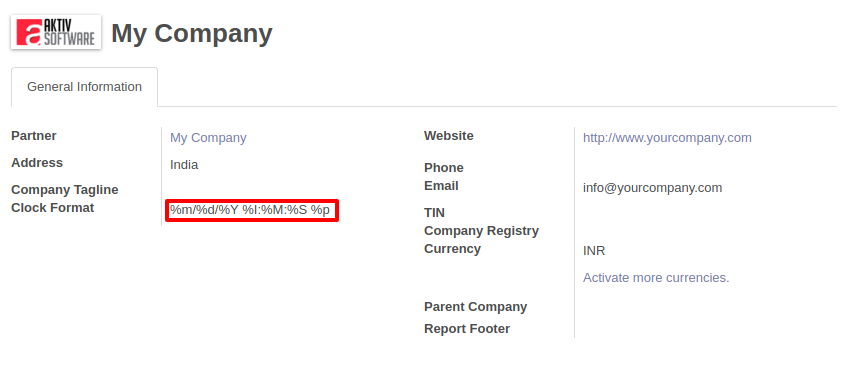 AKTIV
SOFTWARE
My Company
General Information
Partner My Company
Address India
Company Tagline
Clock Format %m/%d/%Y %I:%M:%S %p
Website http://www.yourcompany.com
Phone
Email info@yourcompany.com
TIN
Company Registry
Currency INR
Activate more currencies.
Parent Company
Report Footer